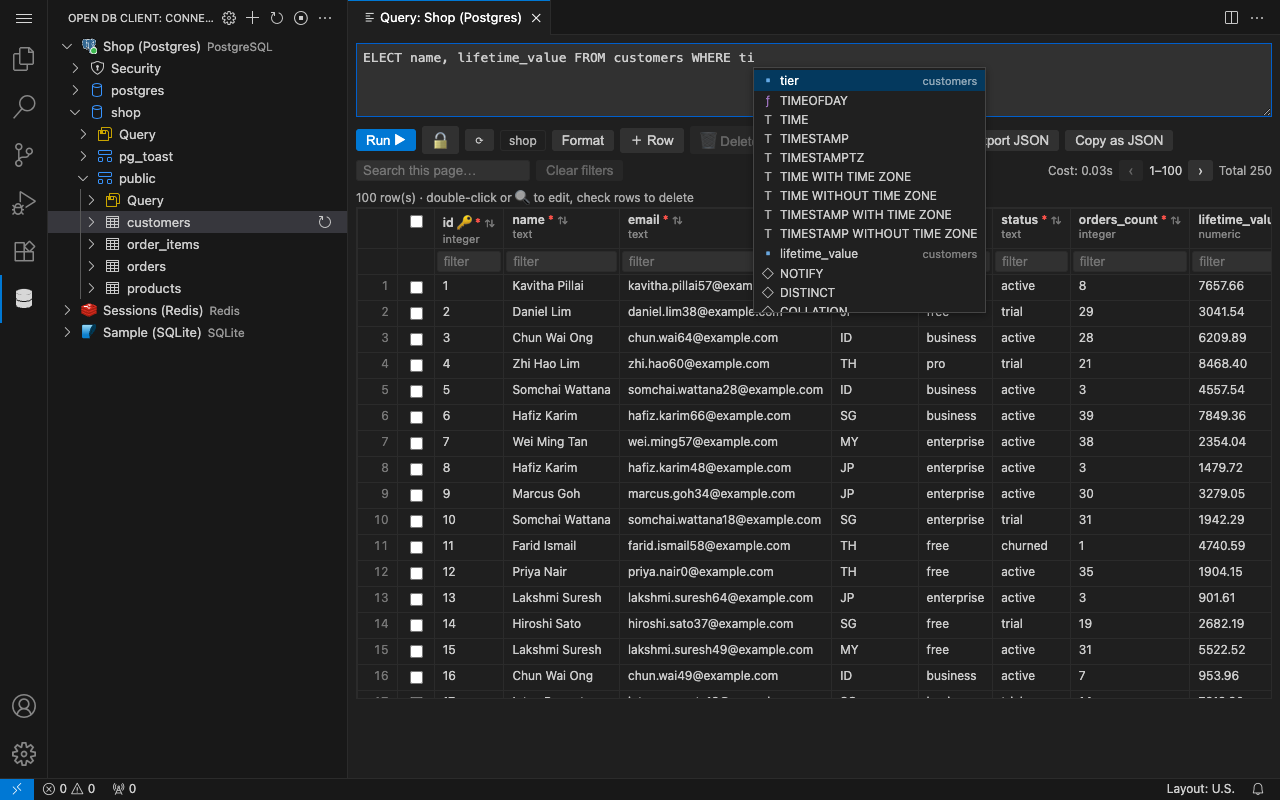 OPEN DB CLIENT: CONNE...
Shop (Postgres) PostgreSQL
Security
postgres
shop
Query
pg_toast
public
Query
customers
order_items
orders
products
Sessions (Redis) Redis
Sample (SQLite) SQLite
Query: Shop (Postgres)
ELECT name, lifetime_value FROM customers WHERE ti
tier customers
TIMEOFDAY
TIME
TIMESTAMP
TIMESTAMPTZ
TIME WITH TIME ZONE
TIME WITHOUT TIME ZONE
TIMESTAMP WITH TIME ZONE
TIMESTAMP WITHOUT TIME ZONE
lifetime_value customers
NOTIFY
DISTINCT
COLLATION
Run shop Format + Row Delete port JSON Copy as JSON
Search this page... Clear filters Cost: 0.03s ‹ 1–100 › Total 250
100 row(s) · double-click or 🔍 to edit, check rows to delete
id * name * email * status * orders_count * lifetime_valu
integer text text text integer numeric
filter filter filter filter filter filter
1 1 Kavitha Pillai kavitha.pillai57@exam active 8 7657.66
2 2 Daniel Lim daniel.lim38@example.com free trial 29 3041.54
3 3 Chun Wai Ong chun.wai64@example.com ID business active 28 6209.89
4 4 Zhi Hao Lim zhi.hao60@example.com TH pro trial 21 8468.40
5 5 Somchai Wattana somchai.wattana28@example.com ID business active 3 4557.54
6 6 Hafiz Karim hafiz.karim66@example.com SG business active 39 7849.36
7 7 Wei Ming Tan wei.ming57@example.com MY enterprise active 38 2354.04
8 8 Hafiz Karim hafiz.karim48@example.com JP enterprise active 3 1479.72
9 9 Marcus Goh marcus.goh34@example.com JP enterprise active 30 3279.05
10 10 Somchai Wattana somchai.wattana18@example.com SG enterprise trial 31 1942.29
11 11 Farid Ismail farid.ismail58@example.com TH free churned 1 4740.59
12 12 Priya Nair priya.nair0@example.com TH free active 35 1904.15
13 13 Lakshmi Suresh lakshmi.suresh64@example.com JP enterprise active 3 901.61
14 14 Hiroshi Sato hiroshi.sato37@example.com SG free trial 19 2682.19
15 15 Lakshmi Suresh lakshmi.suresh49@example.com MY free active 31 5522.52
16 16 Chun Wai Ong chun.wai49@example.com ID business active 7 953.96
0 0 0 Layout: U.S.